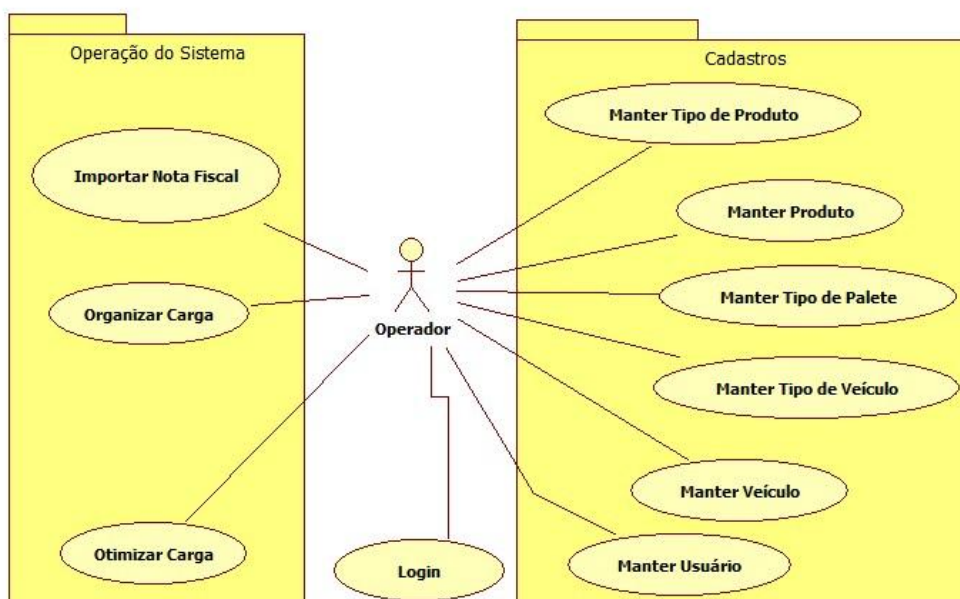 Operação do Sistema
Importar Nota Fiscal
Organizar Carga
Otimizar Carga
Operador
Login
Cadastros
Manter Tipo de Produto
Manter Produto
Manter Tipo de Palete
Manter Tipo de Veículo
Manter Veículo
Manter Usuário